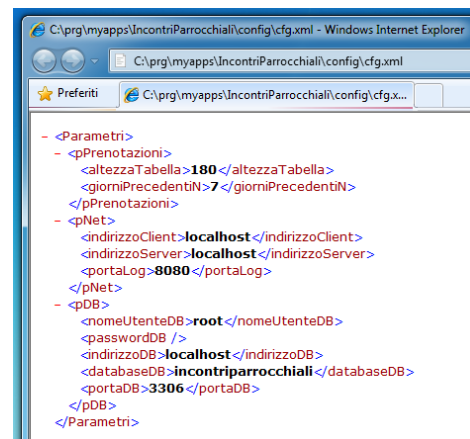 C:\prg\myapps\IncontriParrocchiali\config\cfg.xml - Windows Internet Explorer
C:\prg\myapps\IncontriParrocchiali\config\cfg.xml
Preferiti C:\prg\myapps\IncontriParrocchiali\config\cfg.x...
- <Parametri>
- <pPrenotazioni>
<altezzaTabella>180</altezzaTabella>
<giorniPrecedentiN>7</giorniPrecedentiN>
</pPrenotazioni>
- <pNet>
<indirizzoClient>localhost</indirizzoClient>
<indirizzoServer>localhost</indirizzoServer>
<portaLog>8080</portaLog>
</pNet>
- <pDB>
<nomeUtenteDB>root</nomeUtenteDB>
<passwordDB />
<indirizzoDB>localhost</indirizzoDB>
<databaseDB>incontriparrocchiali</databaseDB>
<portaDB>3306</portaDB>
</pDB>
</Parametri>